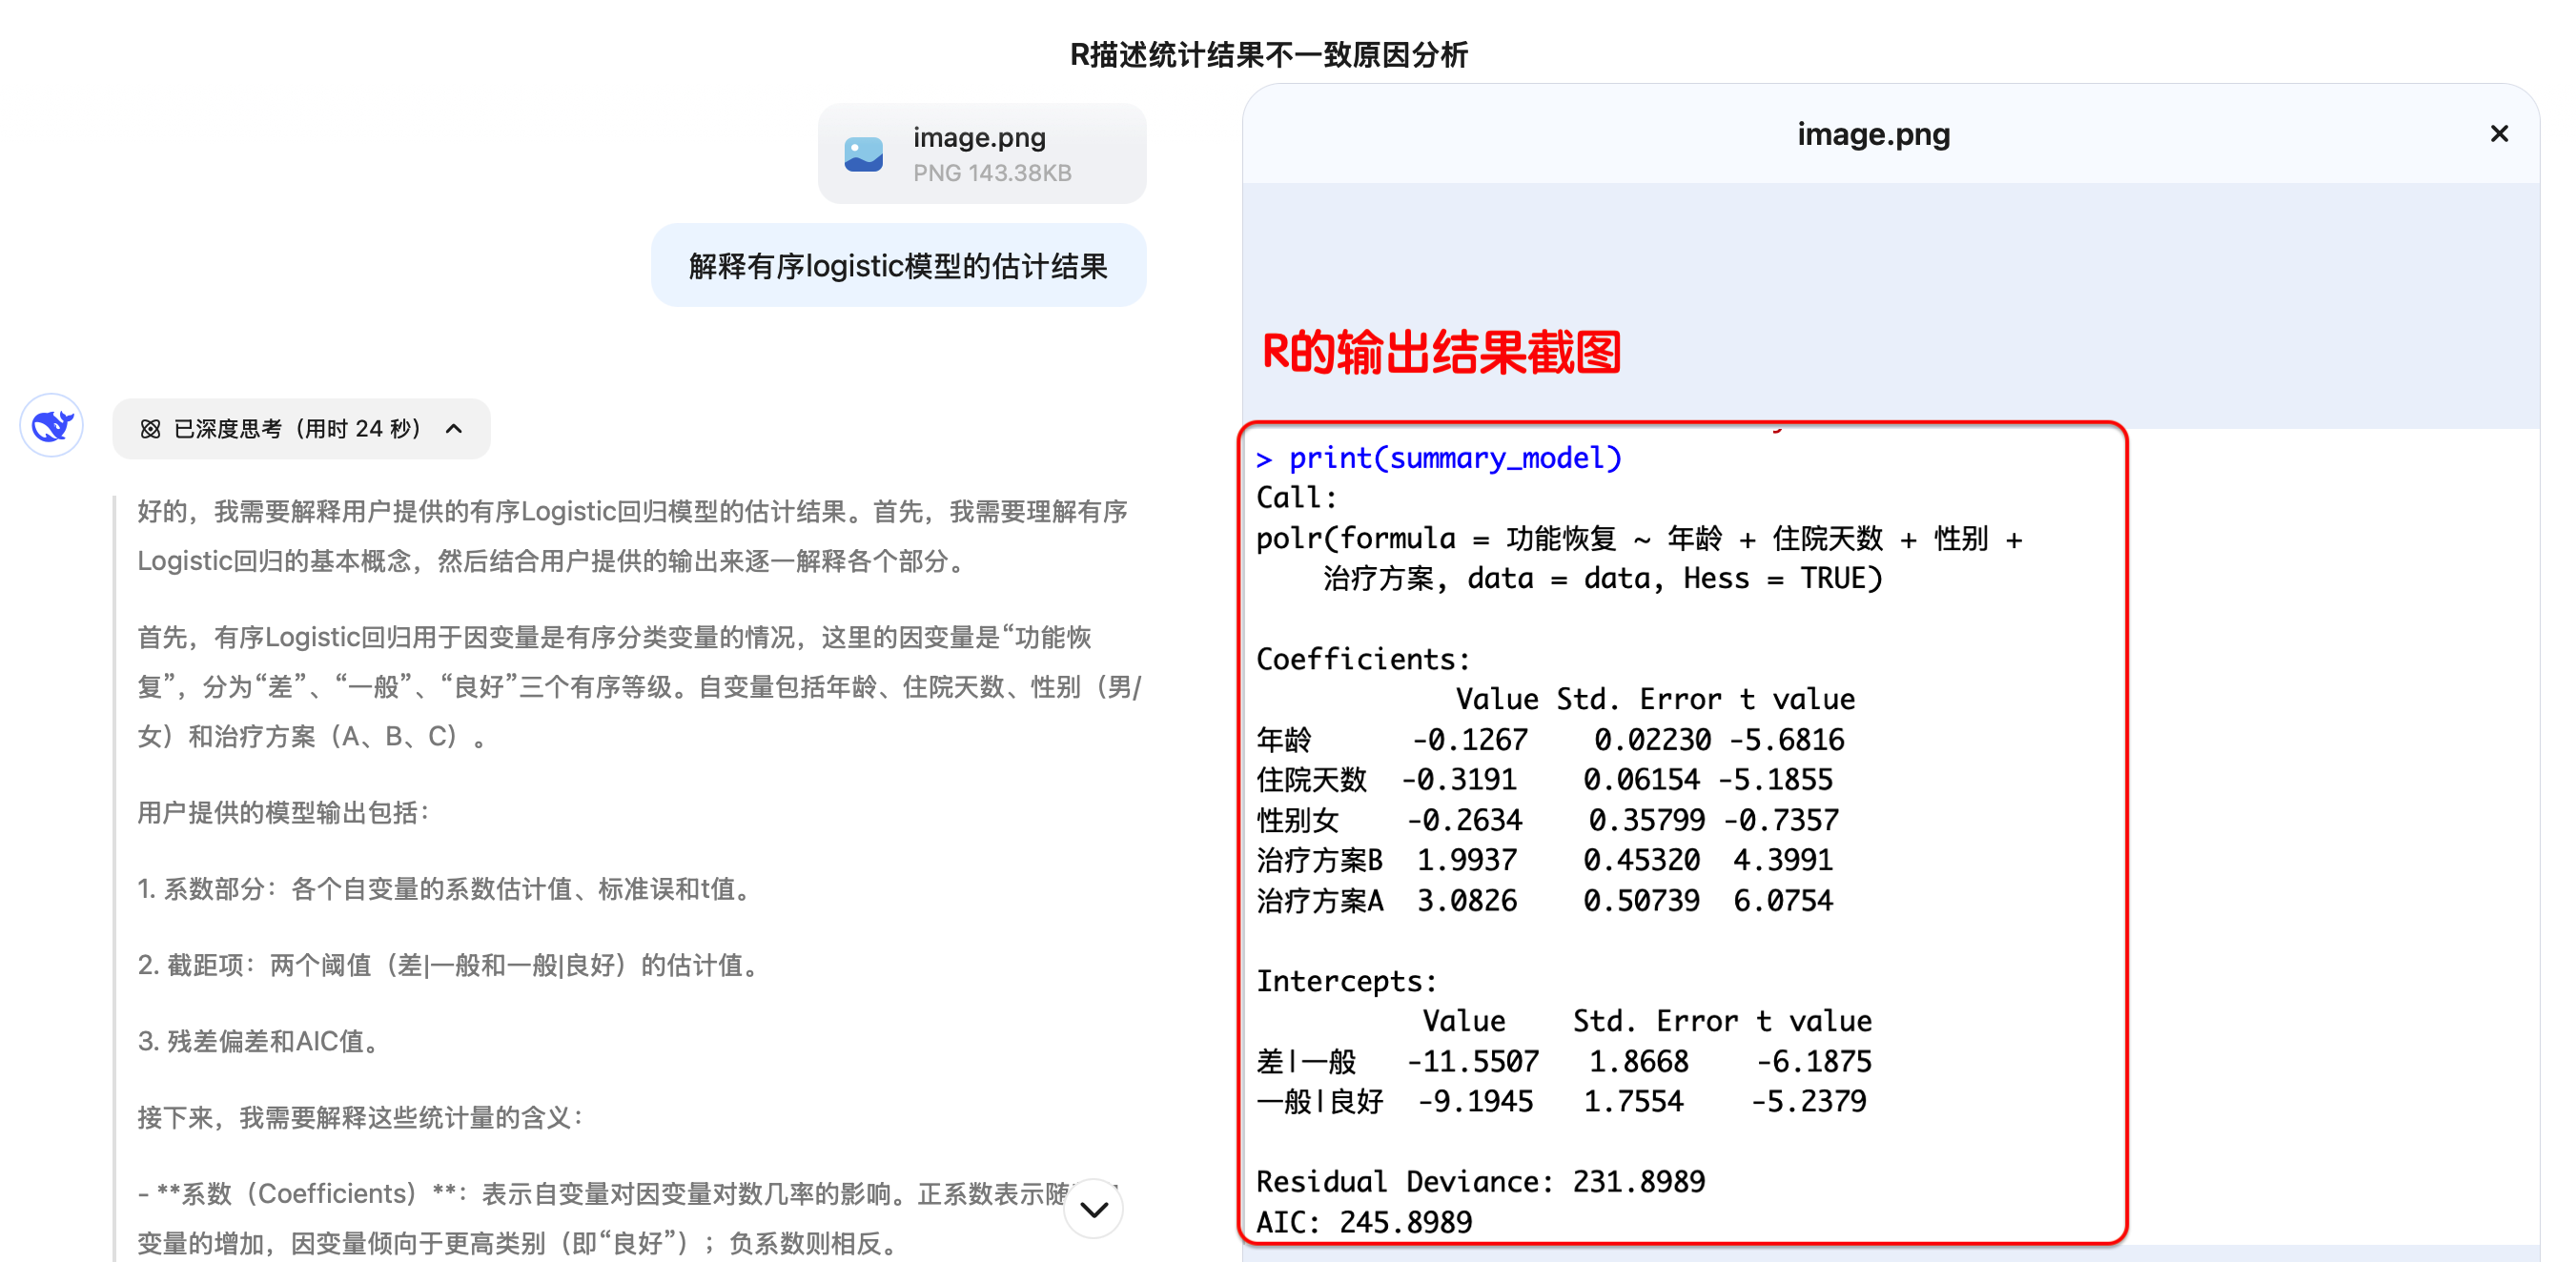 R描述统计结果不一致原因分析
image.png
PNG 143.38KB
解释有序logistic模型的估计结果
已深度思考（用时 24 秒）
好的，我需要解释用户提供的有序Logistic回归模型的估计结果。首先，我需要理解有序
Logistic回归的基本概念，然后结合用户提供的输出来逐一解释各个部分。
首先，有序Logistic回归用于因变量是有序分类变量的情况，这里的因变量是“功能恢
复”，分为“差”、“一般”、“良好”三个有序等级。自变量包括年龄、住院天数、性别（男/
女）和治疗方案（A、B、C）。
用户提供的模型输出包括：
1. 系数部分：各个自变量的系数估计值、标准误和t值。
2. 截距项：两个阈值（差|一般和一般|良好）的估计值。
3. 残差偏差和AIC值。
接下来，我需要解释这些统计量的含义：
- **系数（Coefficients）**：表示自变量对因变量对数几率的影响。正系数表示随
变量的增加，因变量倾向于更高类别（即“良好”）；负系数则相反。
image.png
R的输出结果截图
> print(summary_model)
Call:
polr(formula = 功能恢复 ~ 年龄 + 住院天数 + 性别 +
治疗方案, data = data, Hess = TRUE)
Coefficients:
Value Std. Error t value
年龄 -0.1267 0.02230 -5.6816
住院天数 -0.3191 0.06154 -5.1855
性别女 -0.2634 0.35799 -0.7357
治疗方案B 1.9937 0.45320 4.3991
治疗方案A 3.0826 0.50739 6.0754
Intercepts:
Value Std. Error t value
差|一般 -11.5507 1.8668 -6.1875
一般|良好 -9.1945 1.7554 -5.2379
Residual Deviance: 231.8989
AIC: 245.8989